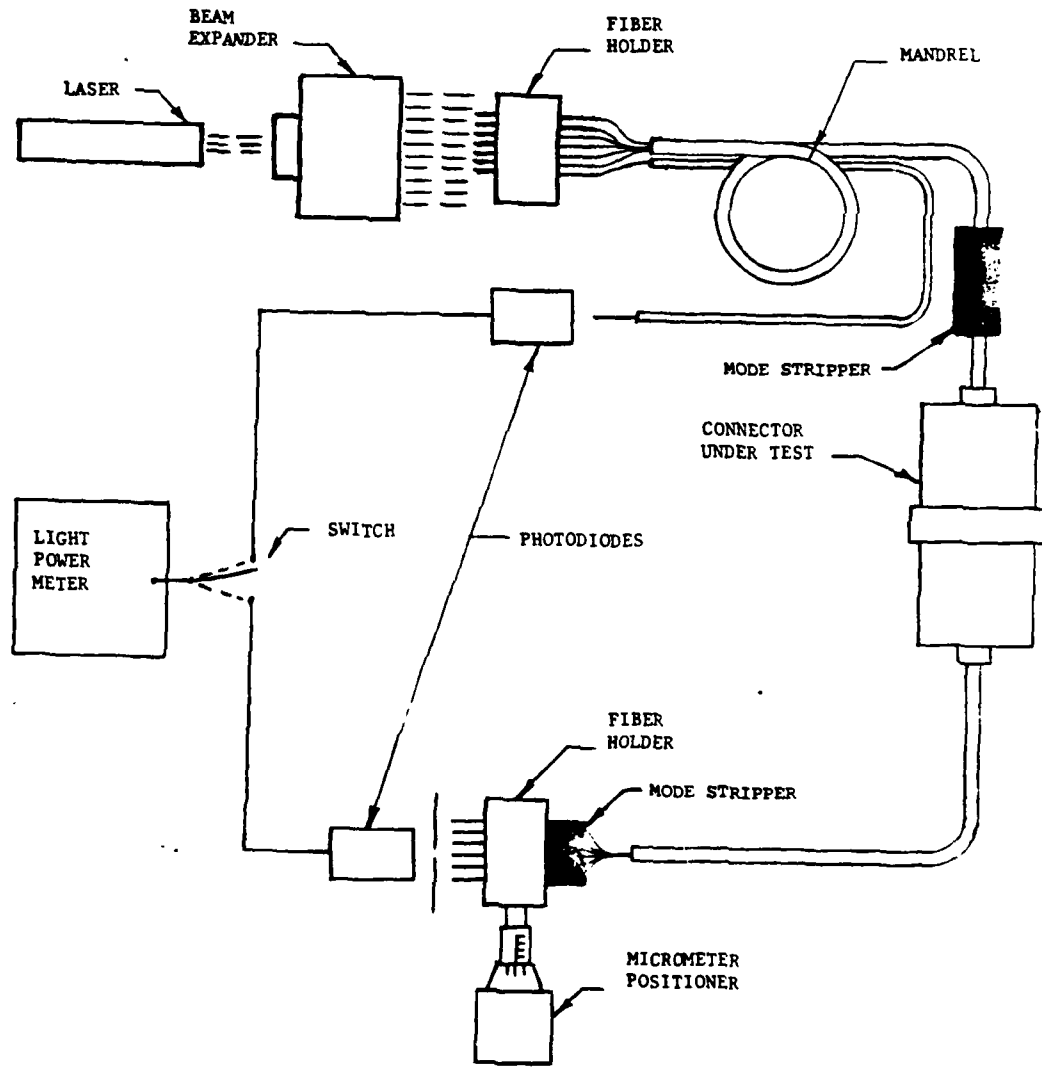 BEAM
EXPANDER
FIBER
HOLDER
MANDREL
LASER
MODE STRIPPER
CONNECTOR
UNDER TEST
LIGHT
POWER
METER
SWITCH
PHOTODIODES
FIBER
HOLDER
MODE STRIPPER
MICROMETER
POSITIONER